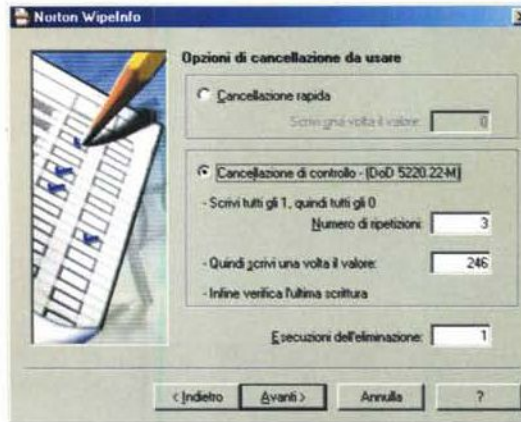 Norton WipeInfo
Opzioni di cancellazione da usare
Cancellazione rapida
Scrivi una volta il valore: 0
Cancellazione di controllo - (DoD 5220.22-M)
- Scrivi tutti gli 1, quindi tutti gli 0
Numero di ripetizioni: 3
- Quindi scrivi una volta il valore: 246
- Infine verifica l'ultima scrittura
Esecuzioni dell'eliminazione: 1
< Indietro Avanti > Annulla ?